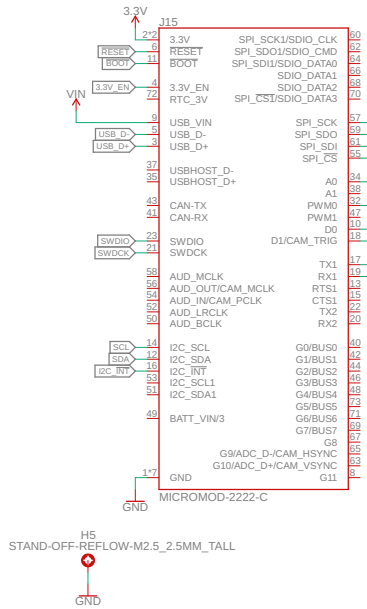 3.3V
J15
2*2 3.3V SPI_SCK1/SDIO_CLK 60
RESET 6 RESET SPI_SDO1/SDIO_CMD 62
BOOT 11 BOOT SPI_SDI1/SDIO_DATA0 64
SDIO_DATA1 66
3.3V_EN 4 3.3V_EN SDIO_DATA2 68
72 RTC_3V SPI_CS1/SDIO_DATA3 70
VIN
9 USB_VIN SPI_SCK 57
USB_D- 5 USB_D- SPI_SDO 59
USB_D+ 3 USB_D+ SPI_SDI 61
SPI_CS 55
37 USBHOST_D-
35 USBHOST_D+ A0 34
A1 38
43 CAN-TX PWM0 32
41 CAN-RX PWM1 47
D0 10
SWDIO 23 SWDIO D1/CAM_TRIG 18
SWDCK 21 SWDCK
TX1 17
58 AUD_MCLK RX1 19
56 AUD_OUT/CAM_MCLK RTS1 13
54 AUD_IN/CAM_PCLK CTS1 15
52 AUD_LRCLK TX2 22
50 AUD_BCLK RX2 20
SCL 14 I2C_SCL G0/BUS0 40
SDA 12 I2C_SDA G1/BUS1 42
I2C_INT 16 I2C_INT G2/BUS2 44
53 I2C_SCL1 G3/BUS3 46
51 I2C_SDA1 G4/BUS4 48
G5/BUS5 73
49 BATT_VIN/3 G6/BUS6 71
G7/BUS7 69
G8 67
G9/ADC_D-/CAM_HSYNC 65
G10/ADC_D+/CAM_VSYNC 63
1*7 GND G11 8
MICROMOD-2222-C
GND
H5
STAND-OFF-REFLOW-M2.5_2.5MM_TALL
GND